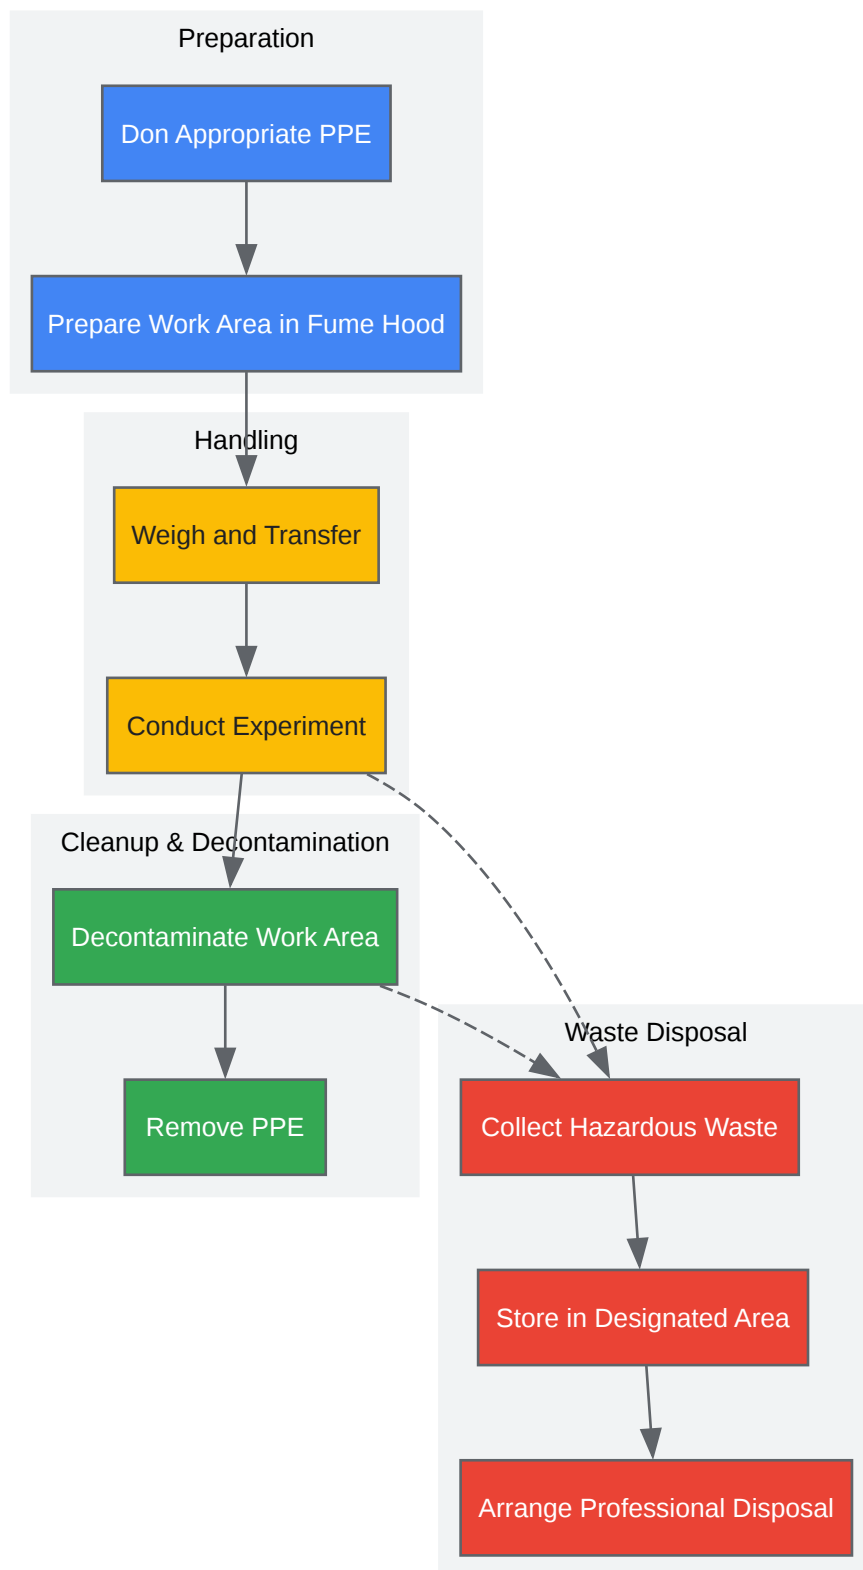 Preparation
Don Appropriate PPE
Prepare Work Area in Fume Hood
Handling
Weigh and Transfer
Conduct Experiment
Cleanup & Decontamination
Decontaminate Work Area
Remove PPE
Waste Disposal
Collect Hazardous Waste
Store in Designated Area
Arrange Professional Disposal